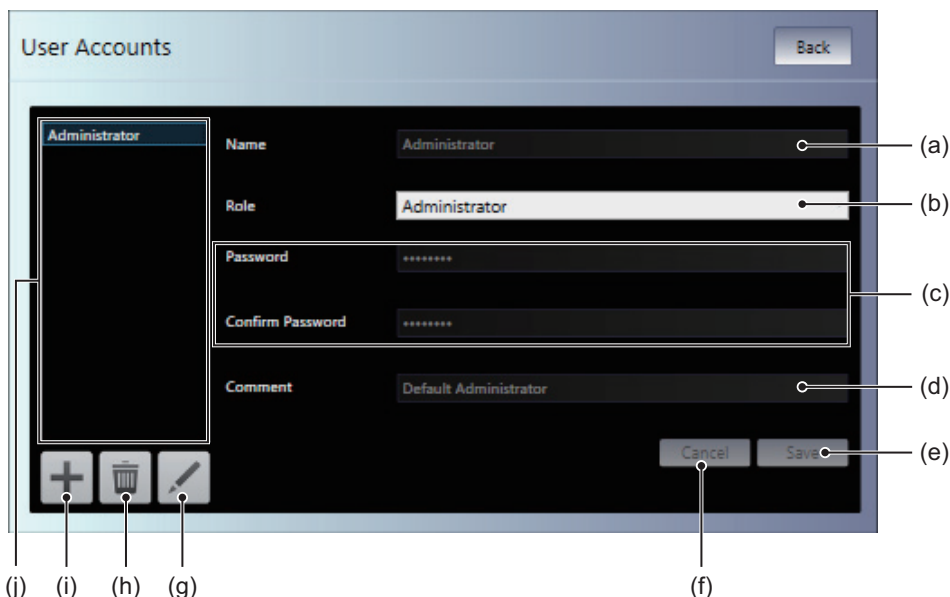 User Accounts
Back
Administrator
Name
Administrator
(a)
Role
Administrator
(b)
Password
********
(c)
Confirm Password
********
Comment
Default Administrator
(d)
Cancel
Save
(e)
(j)
(i)
(h)
(g)
(f)